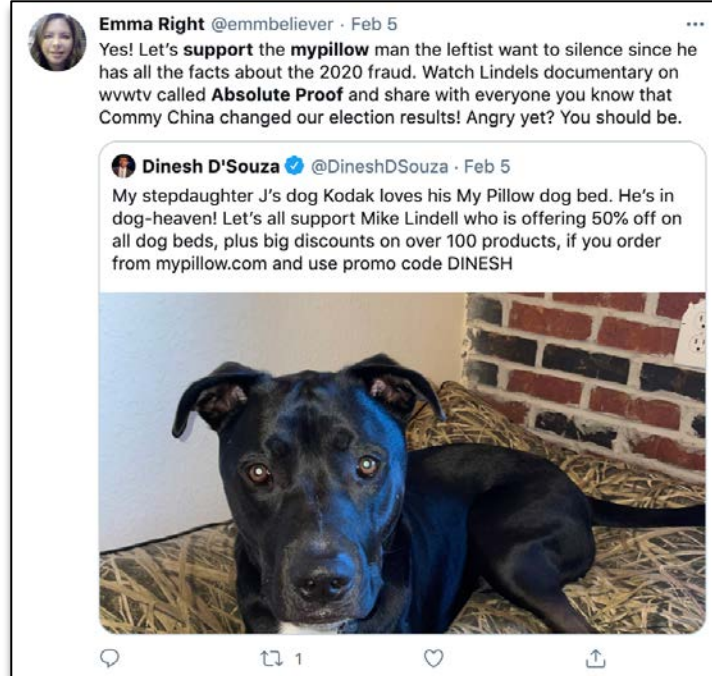 Emma Right @emmbeliever · Feb 5
Yes! Let's support the mypillow man the leftist want to silence since he
has all the facts about the 2020 fraud. Watch Lindels documentary on
wvwtv called Absolute Proof and share with everyone you know that
Commy China changed our election results! Angry yet? You should be.
Dinesh D'Souza @DineshDSouza · Feb 5
My stepdaughter J's dog Kodak loves his My Pillow dog bed. He's in
dog-heaven! Let's all support Mike Lindell who is offering 50% off on
all dog beds, plus big discounts on over 100 products, if you order
from mypillow.com and use promo code DINESH
1